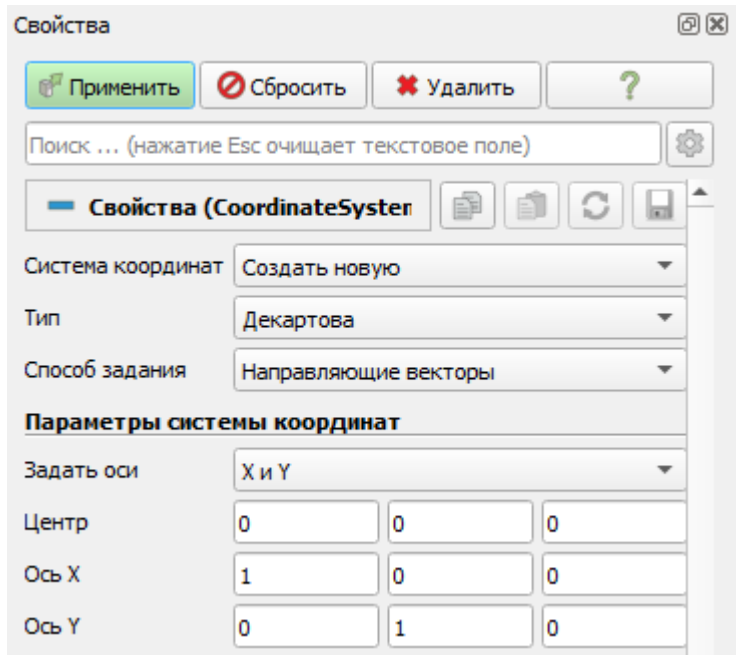 Свойства
Применить Сбросить Удалить ?
Поиск ... (нажатие Esc очищает текстовое поле)
Свойства (CoordinateSyster
Система координат Создать новую
Тип Декартова
Способ задания Направляющие векторы
Параметры системы координат
Задать оси X и Y
Центр 0 0 0
Ось X 1 0 0
Ось Y 0 1 0